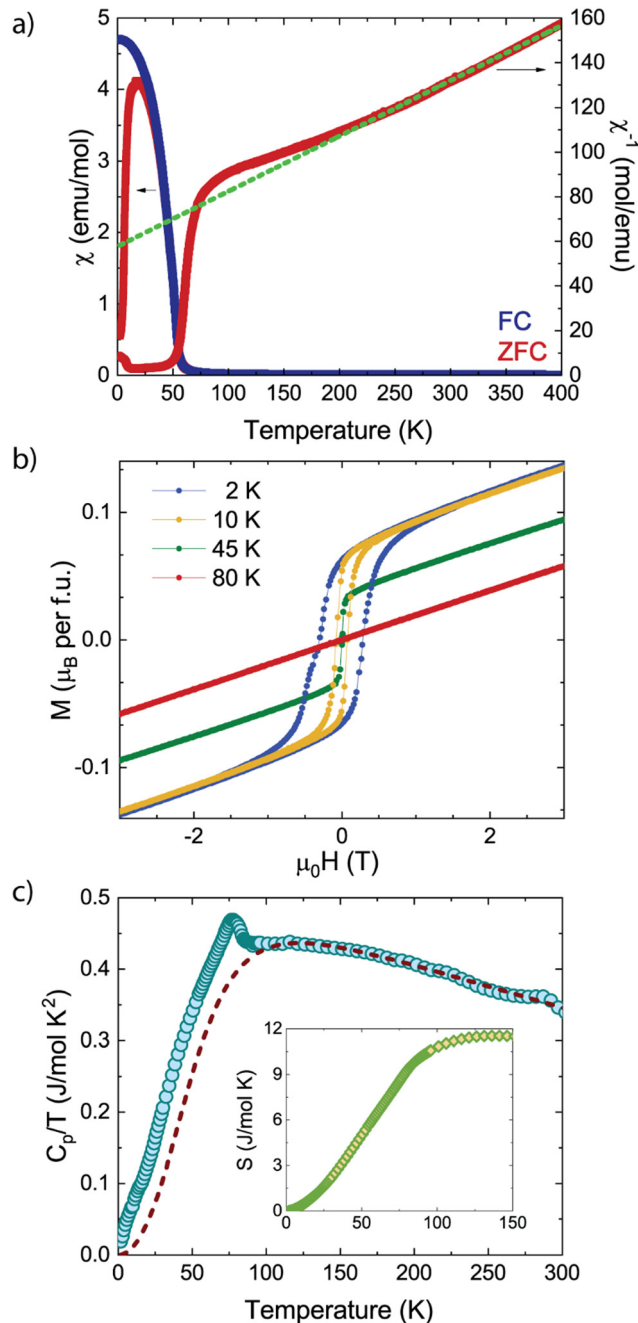 a)
5
4
3
2
1
0
χ (emu/mol)
160
140
120
100
80
60
40
20
0
χ⁻¹ (mol/emu)
FC
ZFC
0 50 100 150 200 250 300 350 400
Temperature (K)
b)
2 K
10 K
45 K
80 K
0.1
0.0
-0.1
M (μB per f.u.)
-2 0 2
μ₀H (T)
c)
0.5
0.4
0.3
0.2
0.1
0.0
Cp/T (J/mol K²)
12
9
6
3
0
S (J/mol K)
0 50 100 150
0 50 100 150 200 250 300
Temperature (K)